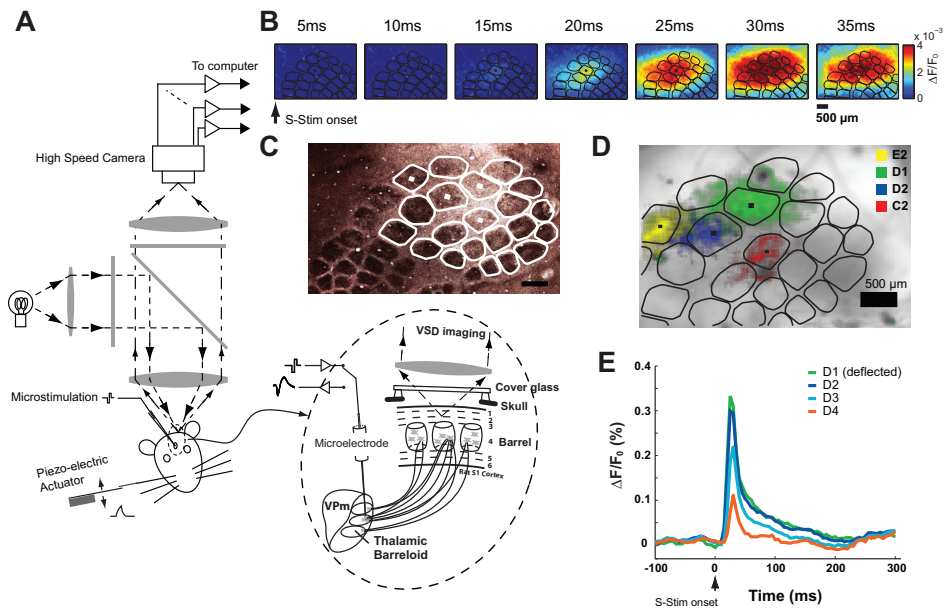 A
To computer
High Speed Camera
Microstimulation
Piezo-electric
Actuator
B
5ms 10ms 15ms 20ms 25ms 30ms 35ms
S-Stim onset
500 µm
4
2
0
x 10⁻³
ΔF/F₀
C
D
E2
D1
D2
C2
500 µm
VSD imaging
Cover glass
Skull
1
2
3
4
5
6
Barrel
Rat S1 Cortex
Microelectrode
VPm
Thalamic
Barreloid
E
D1 (deflected)
D2
D3
D4
ΔF/F₀ (%)
0.4
0.3
0.2
0.1
0
-100 0 100 200 300
Time (ms)
S-Stim onset